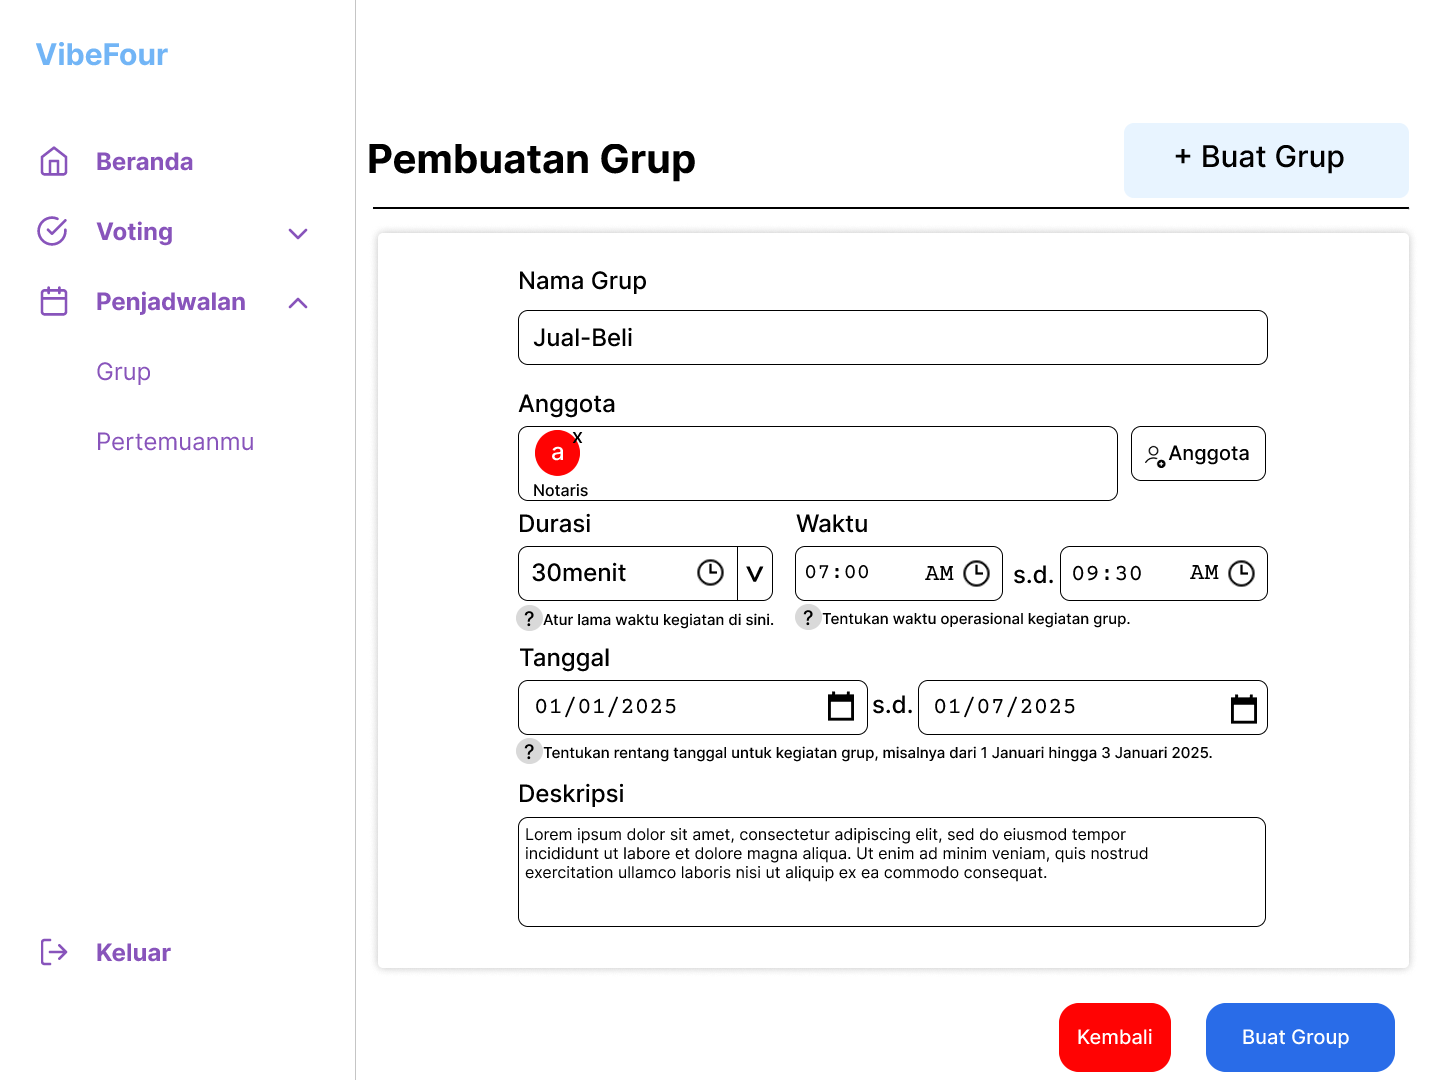 VibeFour
Beranda
Voting
Penjadwalan
Grup
Pertemuanmu
Keluar
Pembuatan Grup
+ Buat Grup
Nama Grup
Jual-Beli
Anggota
a
x
Notaris
Anggota
Durasi
Waktu
30menit
V
07:00 AM
s.d.
09:30 AM
? Atur lama waktu kegiatan di sini.
? Tentukan waktu operasional kegiatan grup.
Tanggal
01/01/2025
s.d.
01/07/2025
? Tentukan rentang tanggal untuk kegiatan grup, misalnya dari 1 Januari hingga 3 Januari 2025.
Deskripsi
Lorem ipsum dolor sit amet, consectetur adipiscing elit, sed do eiusmod tempor
incididunt ut labore et dolore magna aliqua. Ut enim ad minim veniam, quis nostrud
exercitation ullamco laboris nisi ut aliquip ex ea commodo consequat.
Kembali
Buat Group